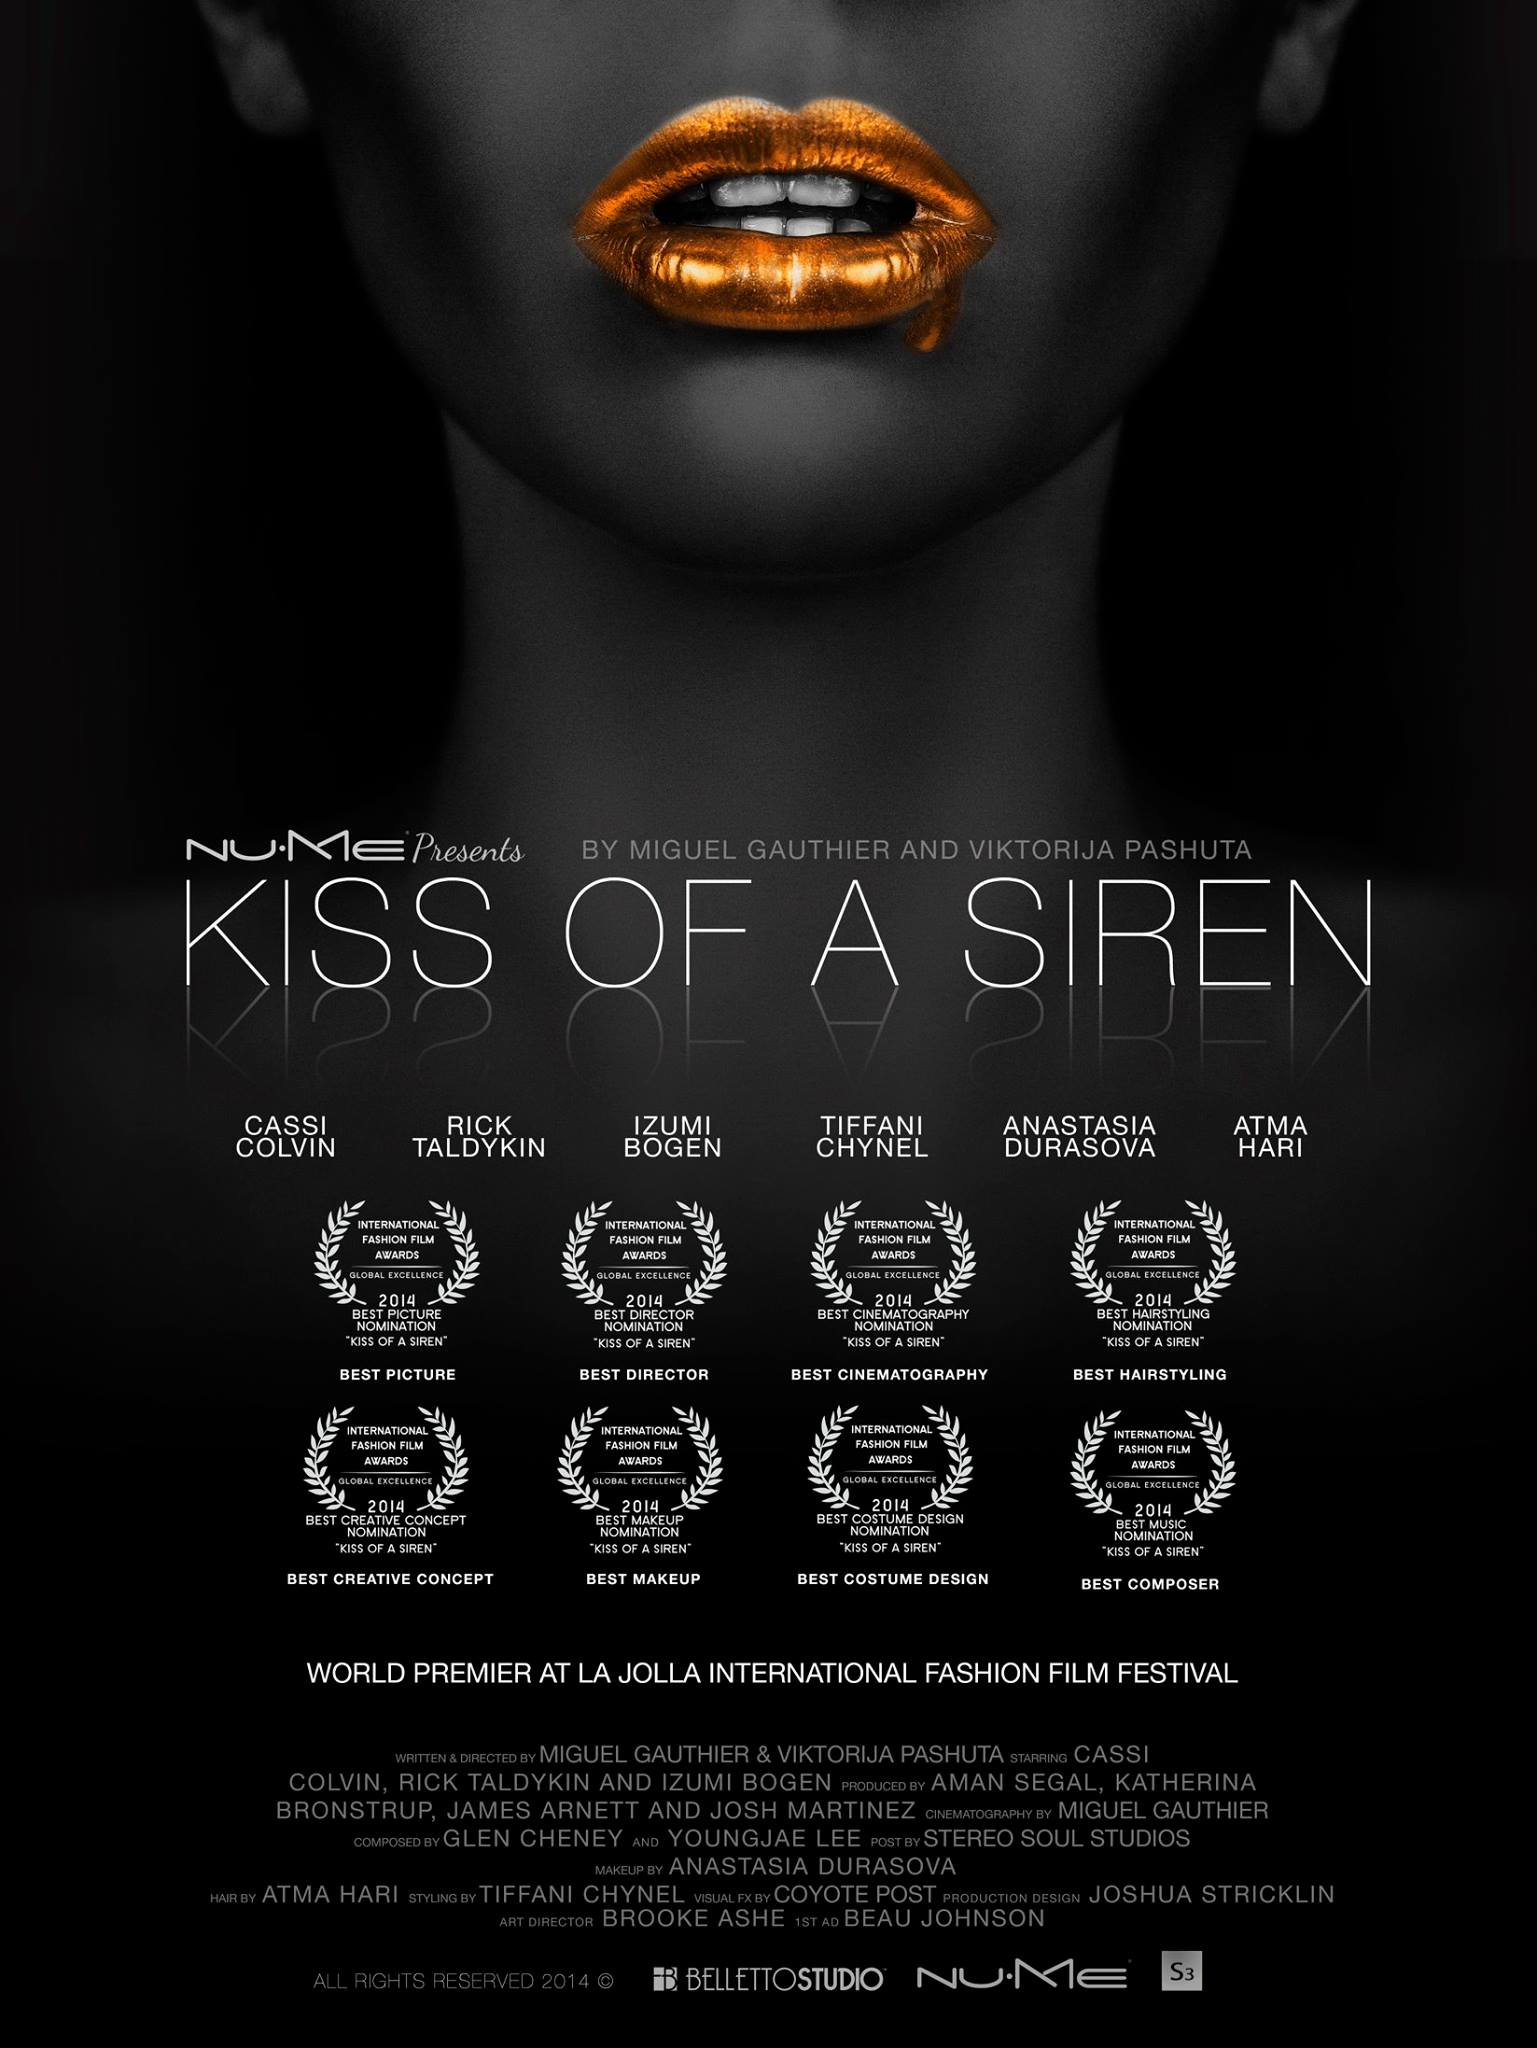 NU·ME® Presents BY MIGUEL GAUTHIER AND VIKTORIJA PASHUTA
KISS OF A SIREN
CASSI COLVIN
RICK TALDYKIN
IZUMI BOGEN
TIFFANI CHYNEL
ANASTASIA DURASOVA
ATMA HARI
INTERNATIONAL
FASHION FILM
AWARDS
GLOBAL EXCELLENCE
2014
BEST PICTURE
NOMINATION
"KISS OF A SIREN"
BEST PICTURE
INTERNATIONAL
FASHION FILM
AWARDS
GLOBAL EXCELLENCE
2014
BEST DIRECTOR
NOMINATION
"KISS OF A SIREN"
BEST DIRECTOR
INTERNATIONAL
FASHION FILM
AWARDS
GLOBAL EXCELLENCE
2014
BEST CINEMATOGRAPHY
NOMINATION
"KISS OF A SIREN"
BEST CINEMATOGRAPHY
INTERNATIONAL
FASHION FILM
AWARDS
GLOBAL EXCELLENCE
2014
BEST HAIRSTYLING
NOMINATION
"KISS OF A SIREN"
BEST HAIRSTYLING
INTERNATIONAL
FASHION FILM
AWARDS
GLOBAL EXCELLENCE
2014
BEST CREATIVE CONCEPT
NOMINATION
"KISS OF A SIREN"
BEST CREATIVE CONCEPT
INTERNATIONAL
FASHION FILM
AWARDS
GLOBAL EXCELLENCE
2014
BEST MAKEUP
NOMINATION
"KISS OF A SIREN"
BEST MAKEUP
INTERNATIONAL
FASHION FILM
AWARDS
GLOBAL EXCELLENCE
2014
BEST COSTUME DESIGN
NOMINATION
"KISS OF A SIREN"
BEST COSTUME DESIGN
INTERNATIONAL
FASHION FILM
AWARDS
GLOBAL EXCELLENCE
2014
BEST MUSIC
NOMINATION
"KISS OF A SIREN"
BEST COMPOSER
WORLD PREMIER AT LA JOLLA INTERNATIONAL FASHION FILM FESTIVAL
WRITTEN & DIRECTED BY MIGUEL GAUTHIER & VIKTORIJA PASHUTA STARRING CASSI
COLVIN, RICK TALDYKIN AND IZUMI BOGEN PRODUCED BY AMAN SEGAL, KATHERINA
BRONSTRUP, JAMES ARNETT AND JOSH MARTINEZ CINEMATOGRAPHY BY MIGUEL GAUTHIER
COMPOSED BY GLEN CHENEY AND YOUNGJAE LEE POST BY STEREO SOUL STUDIOS
MAKEUP BY ANASTASIA DURASOVA
HAIR BY ATMA HARI STYLING BY TIFFANI CHYNEL VISUAL FX BY COYOTE POST PRODUCTION DESIGN JOSHUA STRICKLIN
ART DIRECTOR BROOKE ASHE 1ST AD BEAU JOHNSON
ALL RIGHTS RESERVED 2014 © BELLETTOSTUDIO™ NU·ME® S3